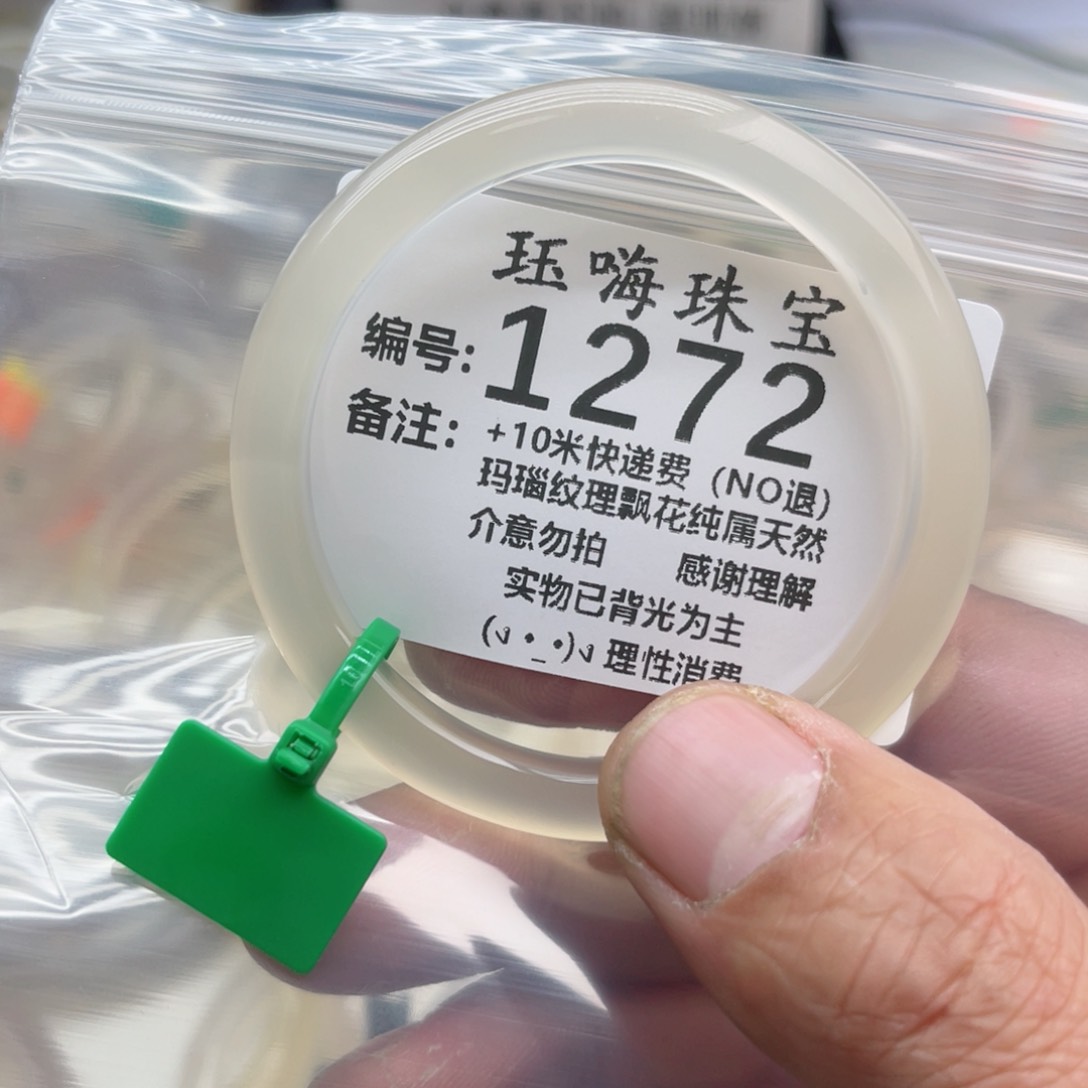 珏嗨珠宝
编号：1272
备注：+10米快递费（NO退）
玛瑙纹理飘花纯属天然
介意勿拍 感谢理解
实物已背光为主
理性消费